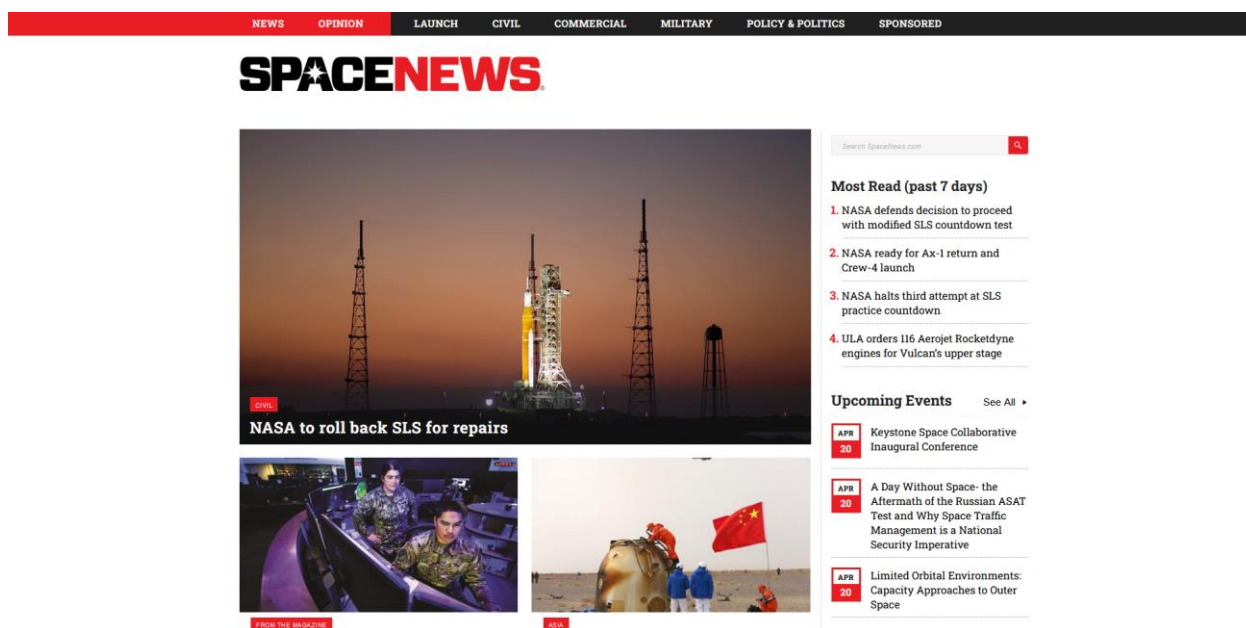 NEWS OPINION LAUNCH CIVIL COMMERCIAL MILITARY POLICY & POLITICS SPONSORED
SPACENEWS®
CIVIL
NASA to roll back SLS for repairs
FROM THE MAGAZINE
ASIA
Search SpaceNews.com
Most Read (past 7 days)
1. NASA defends decision to proceed
with modified SLS countdown test
2. NASA ready for Ax-1 return and
Crew-4 launch
3. NASA halts third attempt at SLS
practice countdown
4. ULA orders 116 Aerojet Rocketdyne
engines for Vulcan's upper stage
Upcoming Events See All ▸
APR
20
Keystone Space Collaborative
Inaugural Conference
APR
20
A Day Without Space- the
Aftermath of the Russian ASAT
Test and Why Space Traffic
Management is a National
Security Imperative
APR
20
Limited Orbital Environments:
Capacity Approaches to Outer
Space